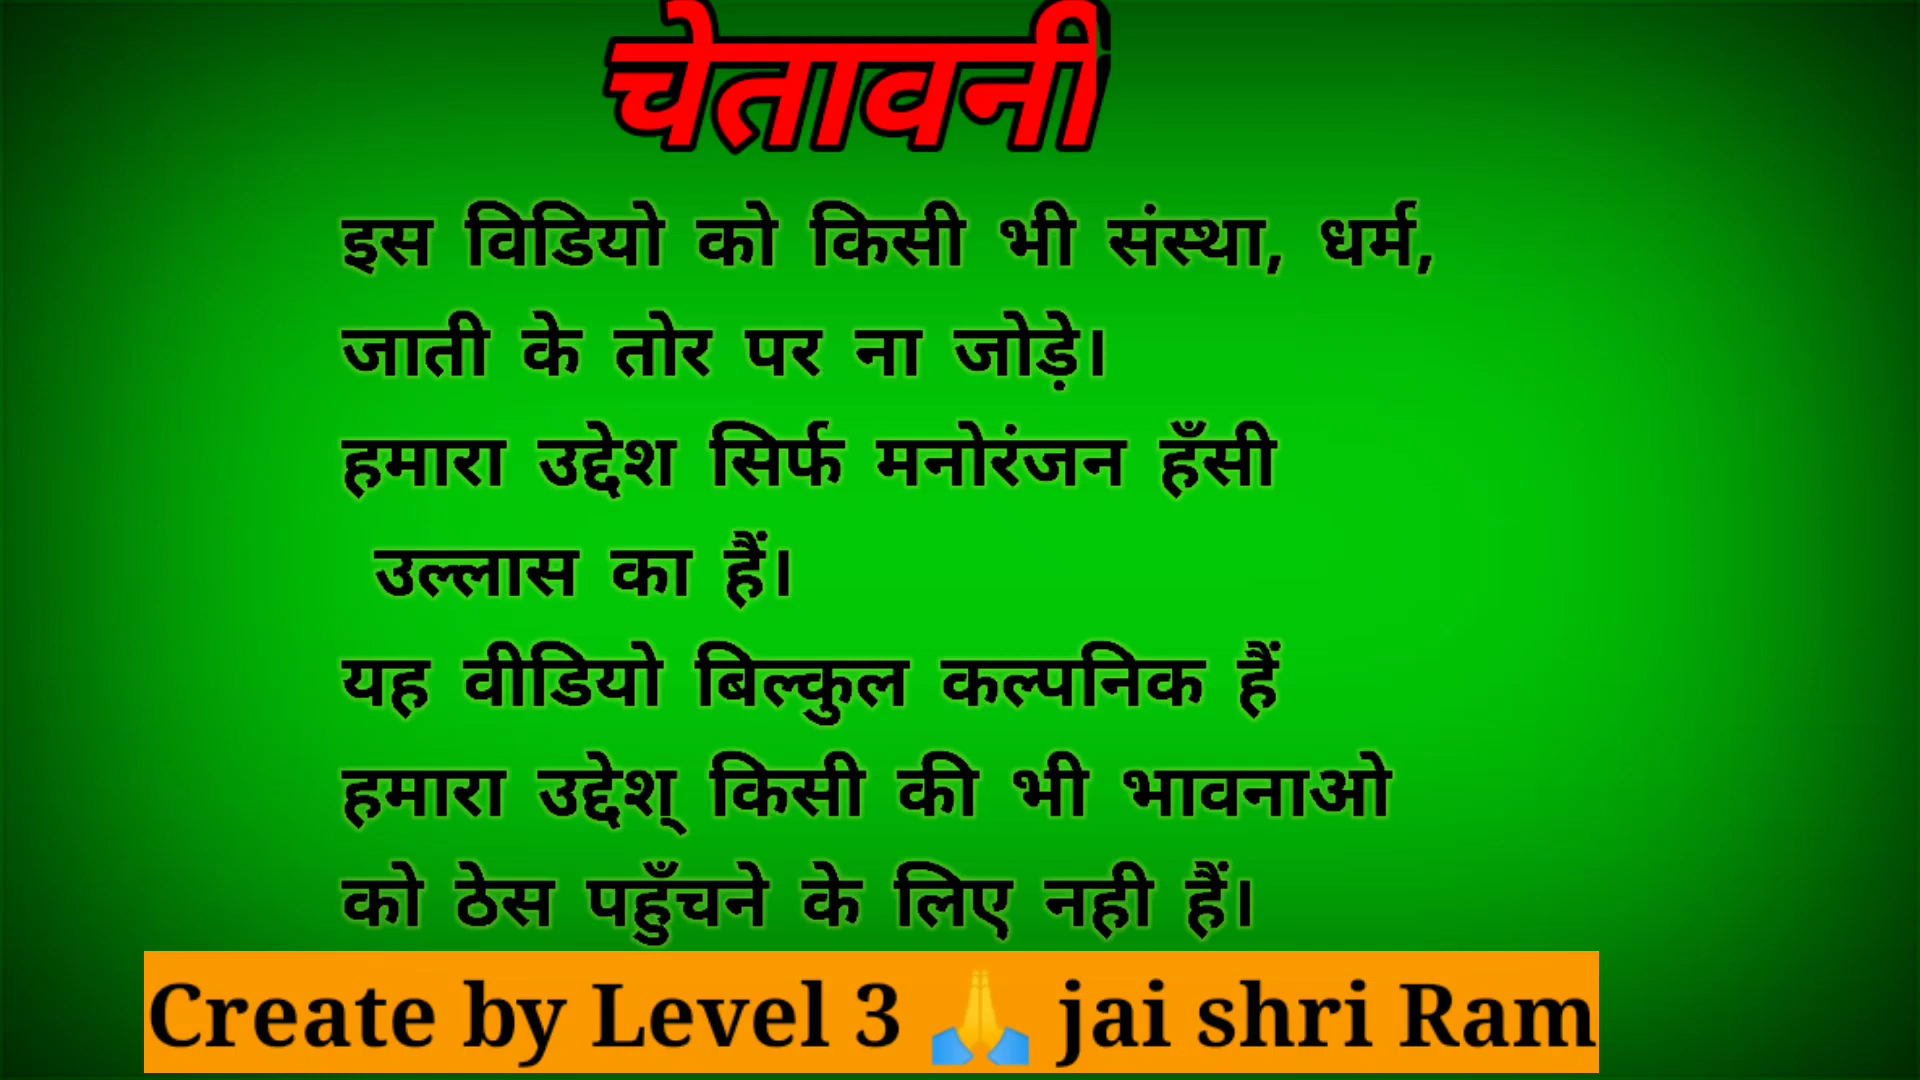 चेतावनी
इस विडियो को किसी भी संस्था, धर्म,
जाती के तोर पर ना जोड़े।
हमारा उद्देश सिर्फ मनोरंजन हँसी
उल्लास का हैं।
यह वीडियो बिल्कुल कल्पनिक हैं
हमारा उद्देश् किसी की भी भावनाओ
को ठेस पहुँचने के लिए नही हैं।
Create by Level 3 🙏 jai shri Ram